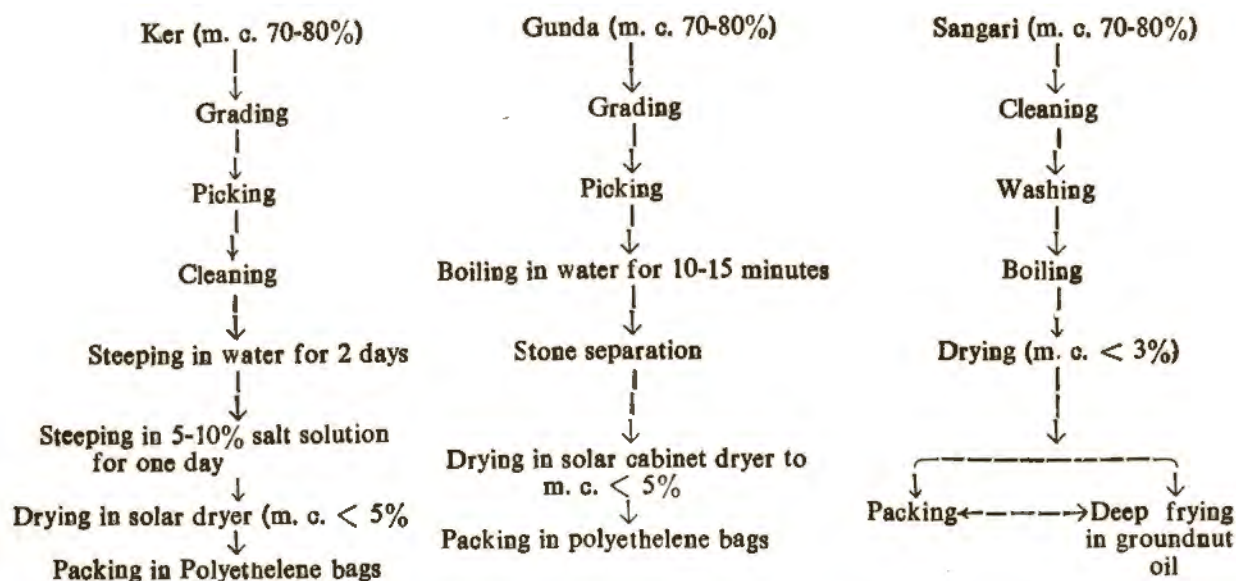 Ker (m. c. 70-80%)
Grading
Picking
Cleaning
Steeping in water for 2 days
Steeping in 5-10% salt solution
for one day
Drying in solar dryer (m. c. < 5%
Packing in Polyethelene bags
Gunda (m. c. 70-80%)
Grading
Picking
Boiling in water for 10-15 minutes
Stone separation
Drying in solar cabinet dryer to
m. c. < 5%
Packing in polyethelene bags
Sangari (m. c. 70-80%)
Cleaning
Washing
Boiling
Drying (m. c. < 3%)
Packing
Deep frying
in groundnut
oil